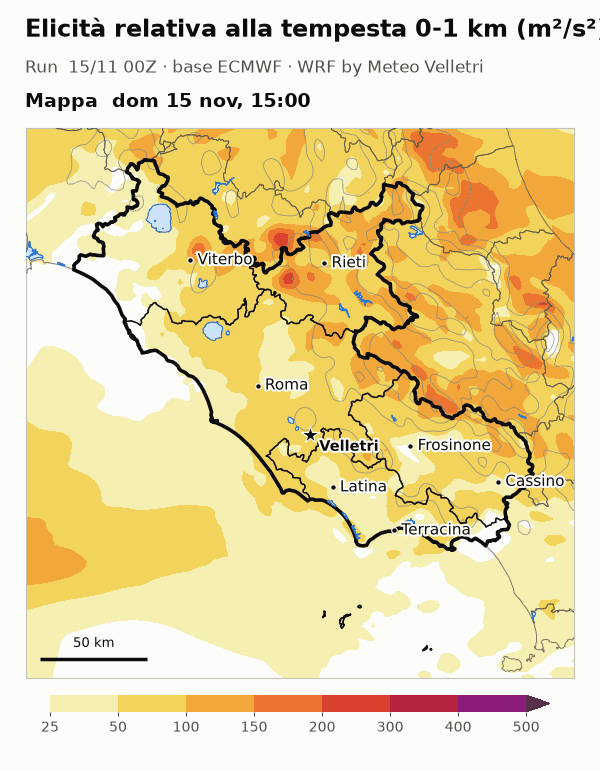 Elicità relativa alla tempesta 0-1 km (m²/s²)
Run 15/11 00Z · base ECMWF · WRF by Meteo Velletri
Mappa dom 15 nov, 15:00
Viterbo
Rieti
Roma
Velletri
Frosinone
Cassino
Latina
Terracina
50 km
25 50 100 150 200 300 400 500